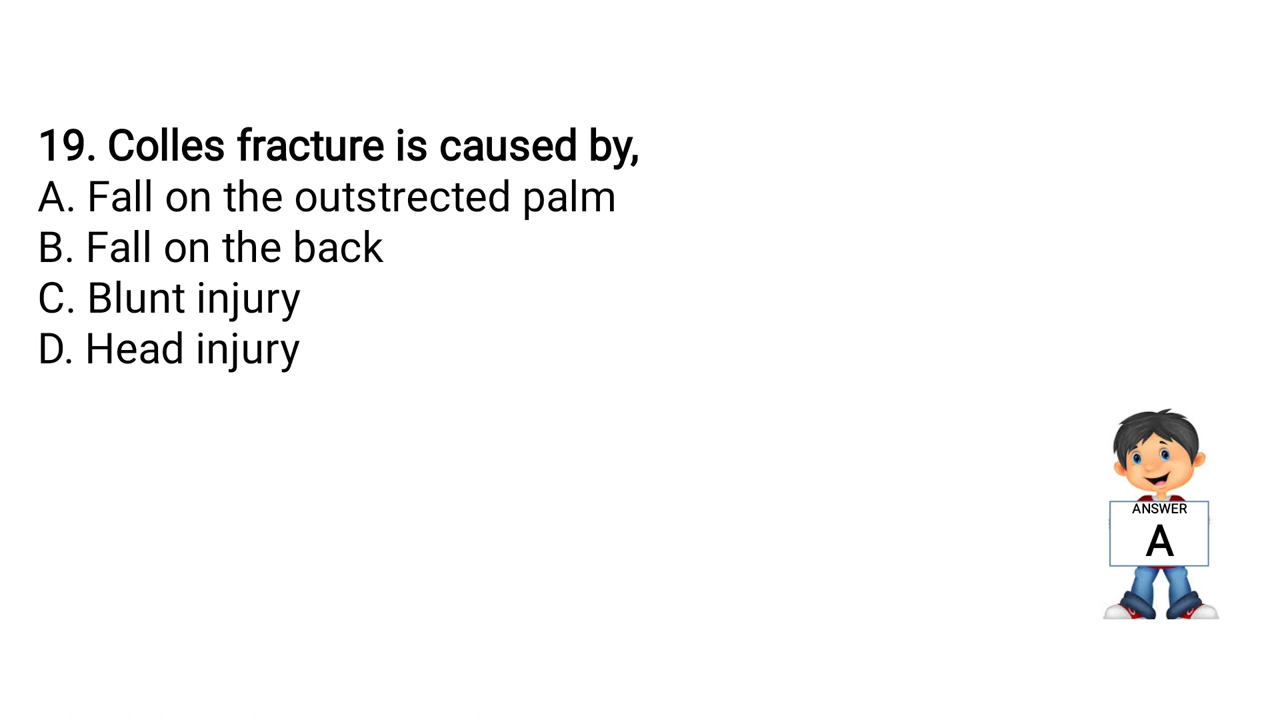 19. Colles fracture is caused by,
A. Fall on the outstrected palm
B. Fall on the back
C. Blunt injury
D. Head injury
ANSWER
A